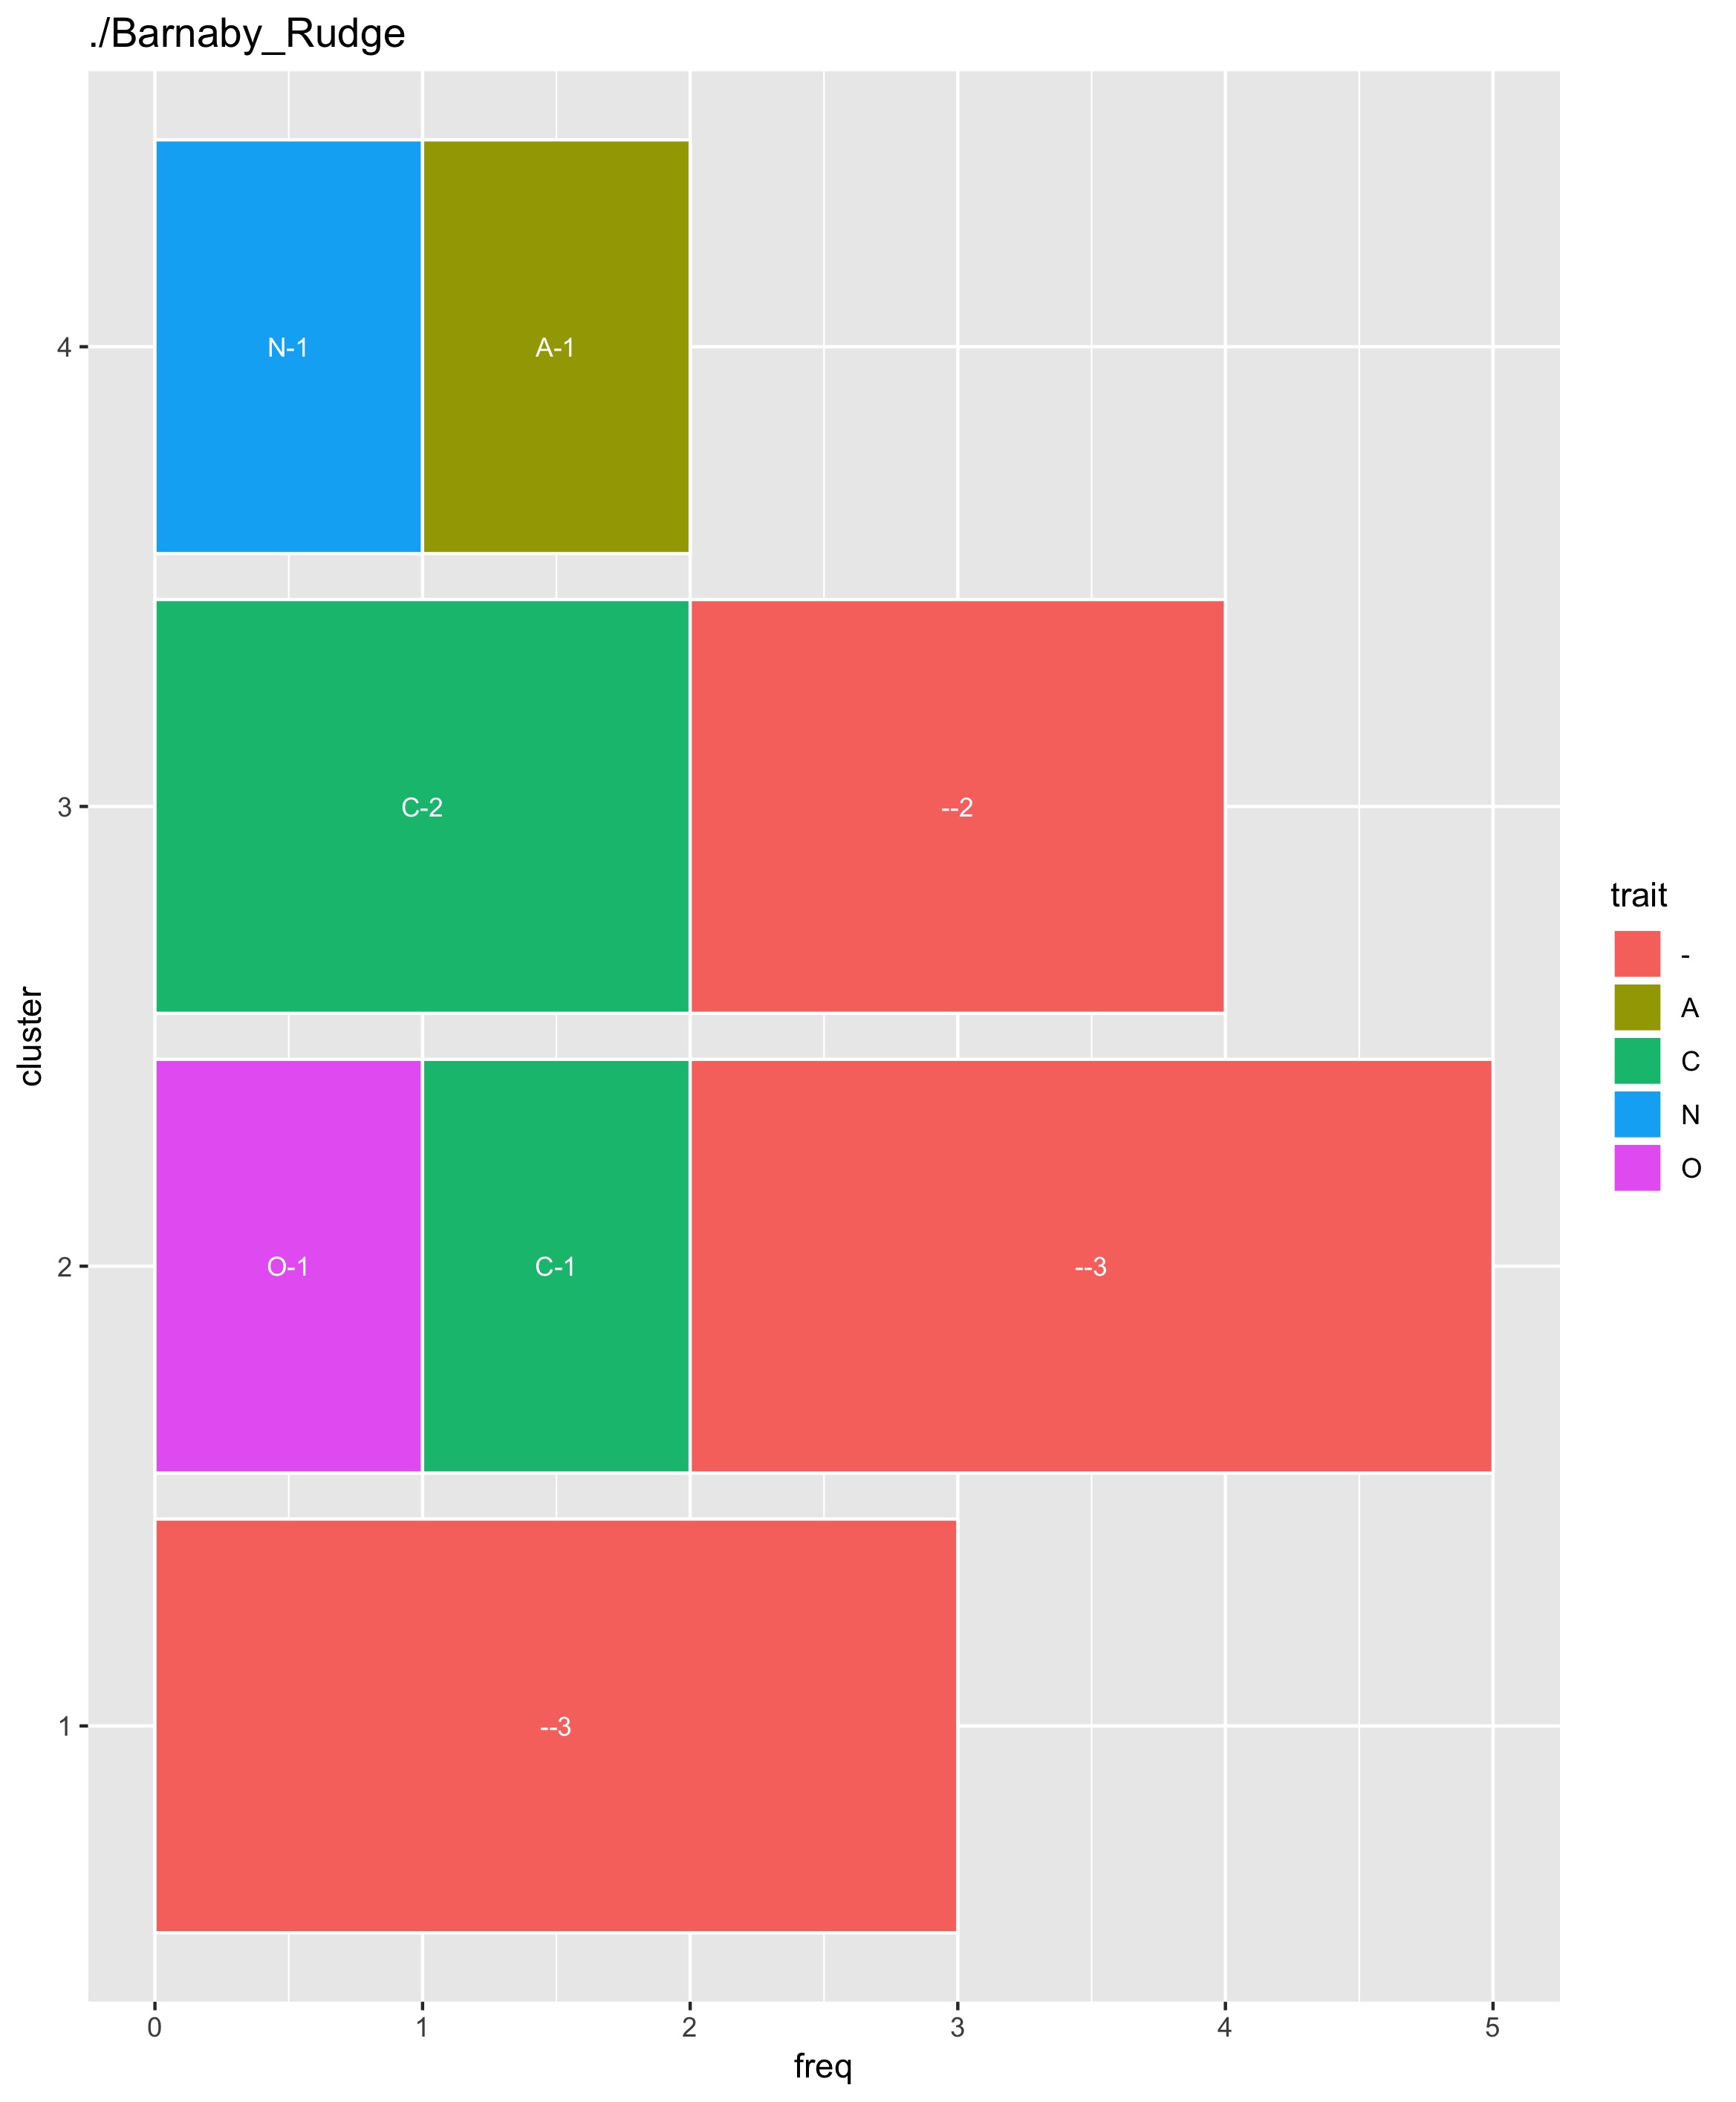 ./Barnaby_Rudge
4
N-1
A-1
3
C-2
--2
cluster
2
O-1
C-1
--3
1
--3
0
1
2
3
4
5
freq
trait
-
A
C
N
O